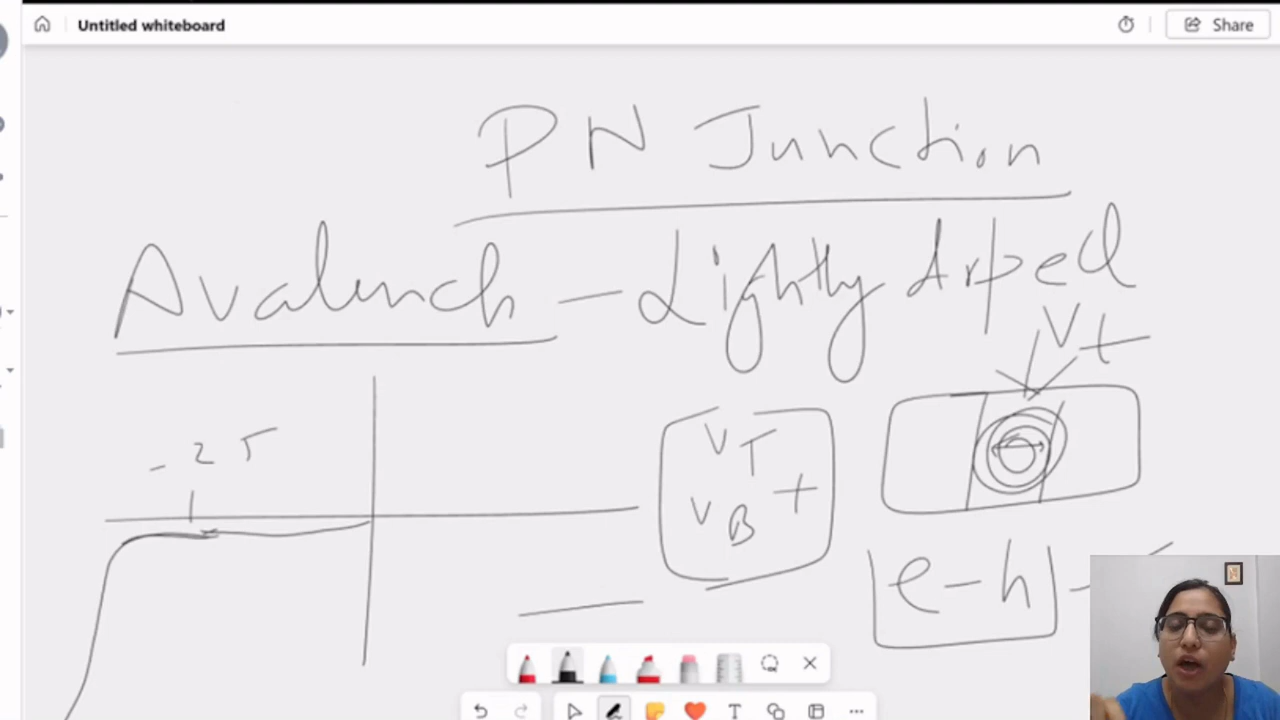 Untitled whiteboard
Share
PN Junction
Avalanch - Lightly doped
Vt
- 25
VT
VB +
e - h -
T